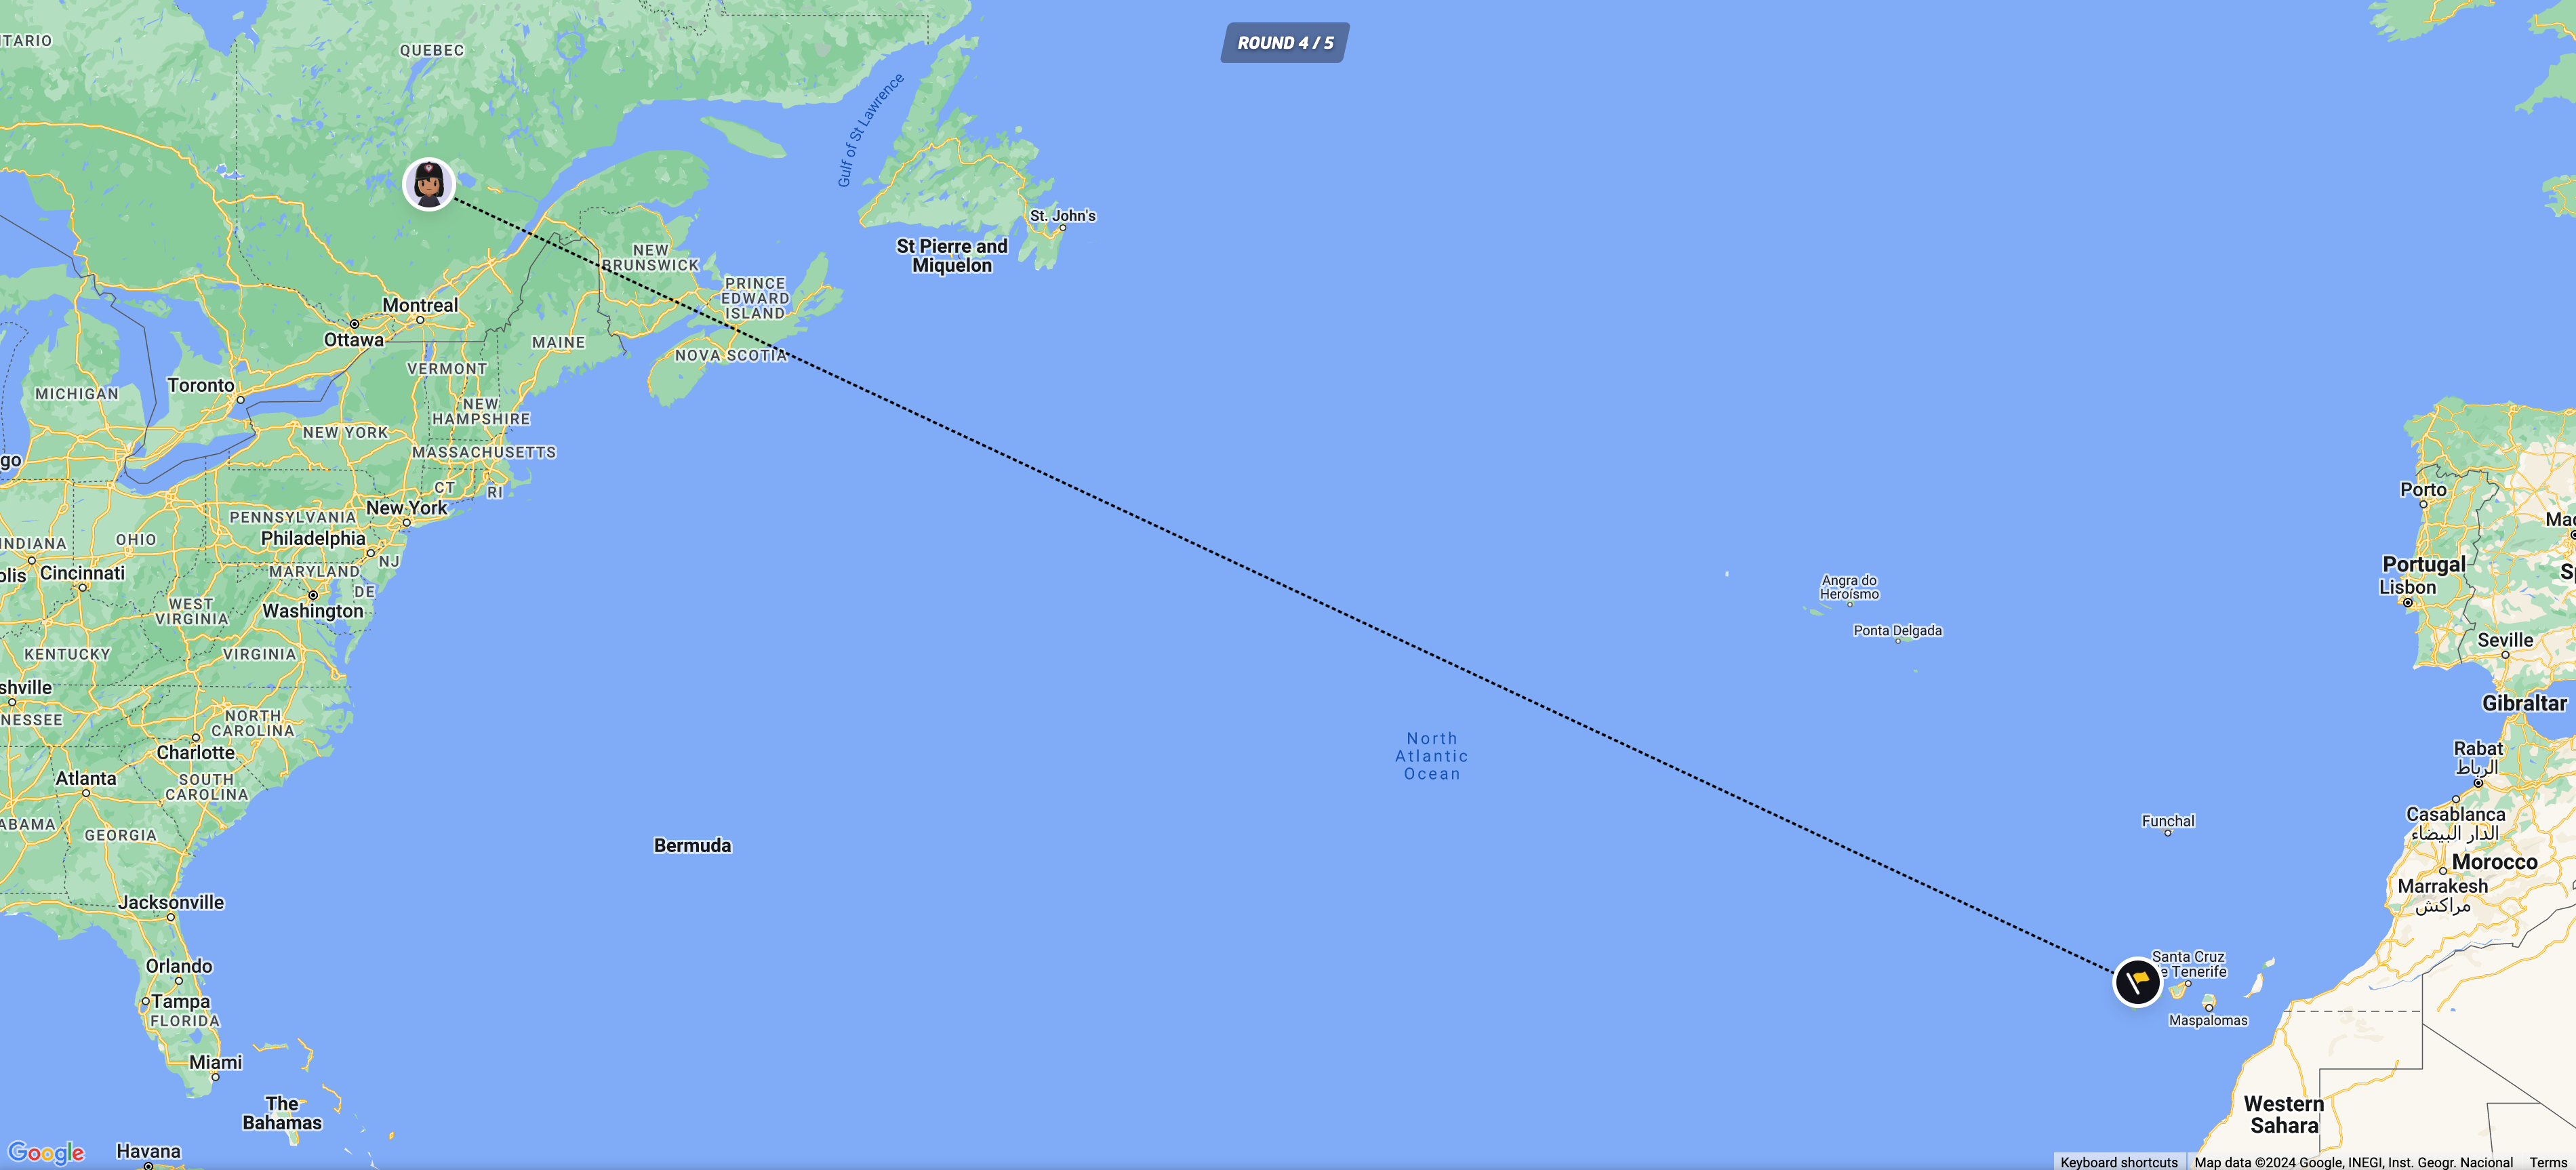 ROUND 4 / 5
TARIO
QUEBEC
Gulf of St Lawrence
St. John's
St Pierre and
Miquelon
NEW
BRUNSWICK
PRINCE
EDWARD
ISLAND
Montreal
Ottawa
MAINE
NOVA SCOTIA
VERMONT
Toronto
MICHIGAN
NEW
HAMPSHIRE
NEW YORK
MASSACHUSETTS
go
CT
RI
New York
PENNSYLVANIA
Philadelphia
OHIO
INDIANA
NJ
olis
Cincinnati
MARYLAND
DE
WEST
VIRGINIA
Washington
KENTUCKY
VIRGINIA
shville
NESSEE
NORTH
CAROLINA
Charlotte
Atlanta
SOUTH
CAROLINA
ABAMA
GEORGIA
Bermuda
Jacksonville
Orlando
Tampa
FLORIDA
Miami
The
Bahamas
Havana
Google
North
Atlantic
Ocean
Angra do
Heroísmo
Ponta Delgada
Porto
Mad
Portugal
Sp
Lisbon
Seville
Gibraltar
Rabat
الرباط
Casablanca
الدار البيضاء
Funchal
Morocco
Marrakesh
مراكش
Santa Cruz
e Tenerife
Maspalomas
Western
Sahara
Keyboard shortcuts
Map data ©2024 Google, INEGI, Inst. Geogr. Nacional
Terms